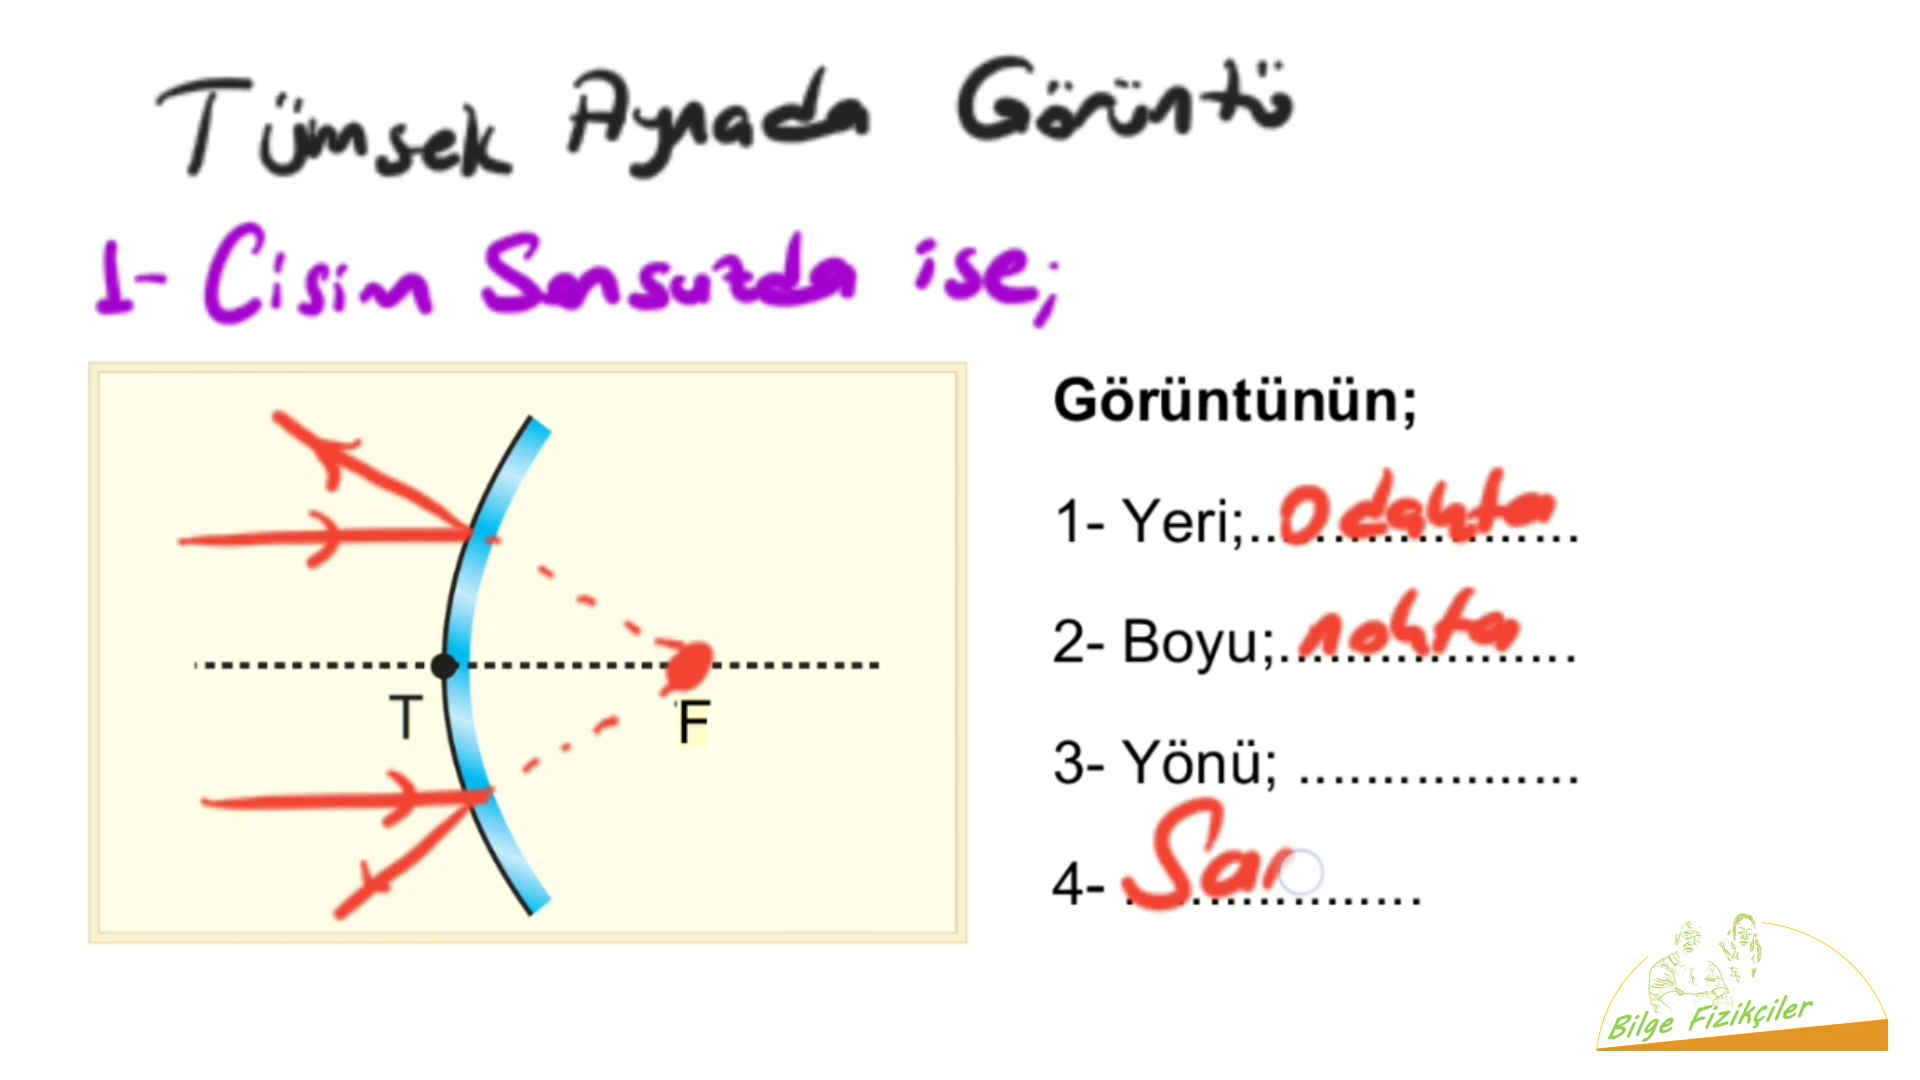 Tümsek Aynada Görüntü
1- Cisim Sonsuzda ise;
T
F
Görüntünün;
1- Yeri;..Odakta...
2- Boyu;.nokta...
3- Yönü; .................
4- San..........
Bilge Fizikçiler